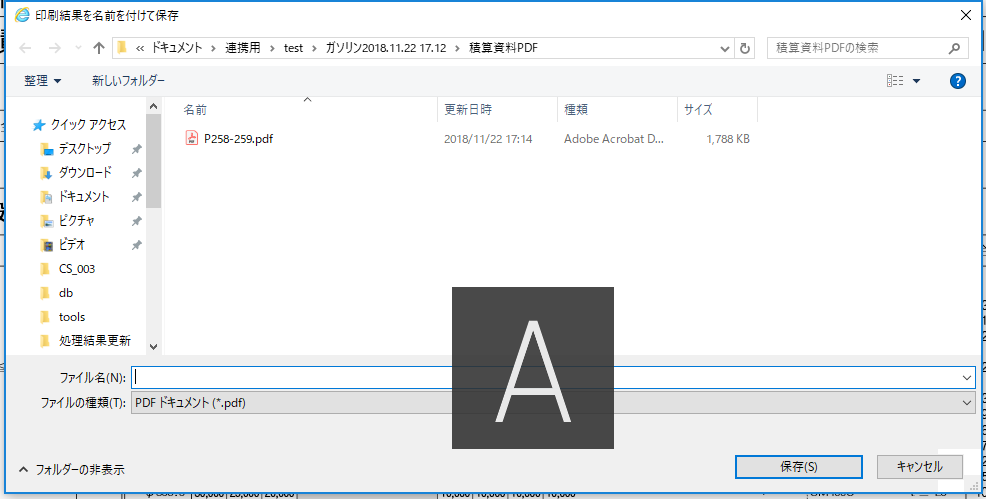 印刷結果を名前を付けて保存
« ドキュメント › 連携用 › test › ガソリン2018.11.22 17.12 › 積算資料PDF
積算資料PDFの検索
整理 新しいフォルダー
名前 更新日時 種類 サイズ
クイック アクセス
P258-259.pdf 2018/11/22 17:14 Adobe Acrobat D... 1,788 KB
デスクトップ
ダウンロード
ドキュメント
ピクチャ
ビデオ
CS_003
db
tools
処理結果更新
A
ファイル名(N):
ファイルの種類(T): PDF ドキュメント (*.pdf)
フォルダーの非表示 保存(S) キャンセル